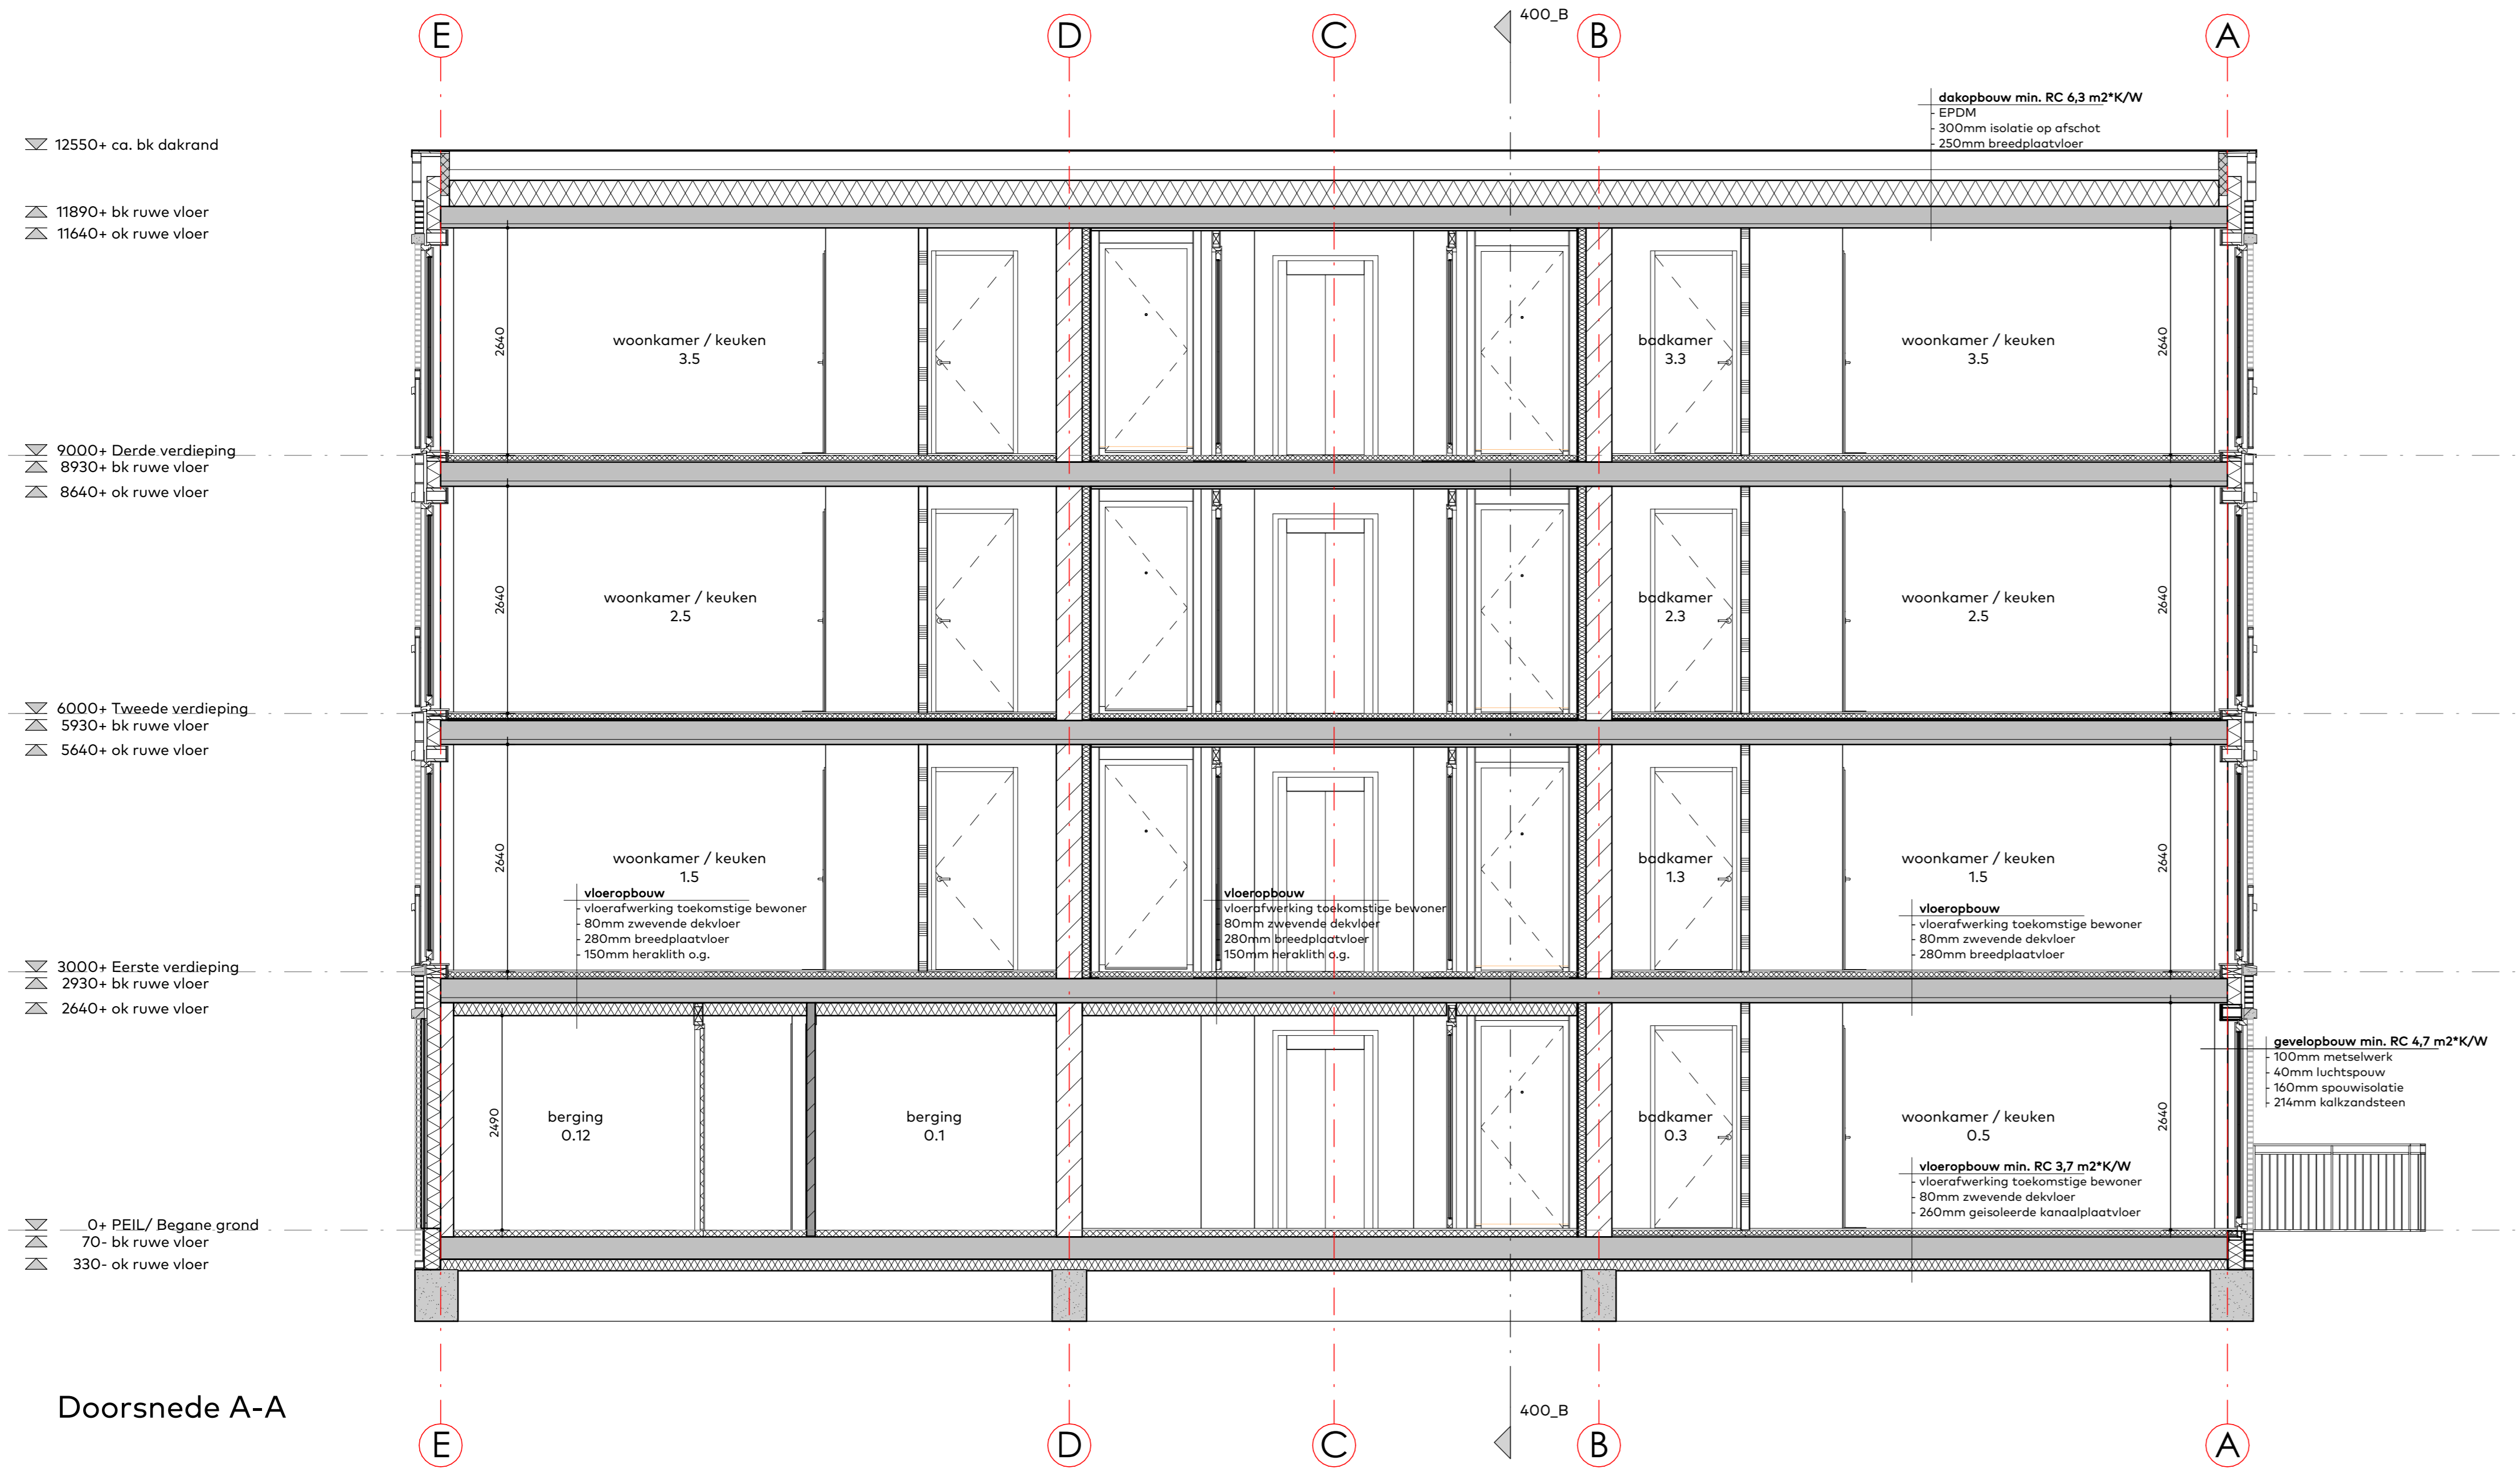 E
D
C
400_B
B
A
dakopbouw min. RC 6,3 m2*K/W
- EPDM
- 300mm isolatie op afschot
- 250mm breedplaatvloer
12550+ ca. bk dakrand
11890+ bk ruwe vloer
11640+ ok ruwe vloer
2640
woonkamer / keuken
3.5
badkamer
3.3
woonkamer / keuken
3.5
2640
9000+ Derde verdieping
8930+ bk ruwe vloer
8640+ ok ruwe vloer
2640
woonkamer / keuken
2.5
badkamer
2.3
woonkamer / keuken
2.5
2640
6000+ Tweede verdieping
5930+ bk ruwe vloer
5640+ ok ruwe vloer
2640
woonkamer / keuken
1.5
badkamer
1.3
woonkamer / keuken
1.5
2640
vloeropbouw
- vloerafwerking toekomstige bewoner
- 80mm zwevende dekvloer
- 280mm breedplaatvloer
- 150mm heraklith o.g.
vloeropbouw
- vloerafwerking toekomstige bewoner
- 80mm zwevende dekvloer
- 280mm breedplaatvloer
- 150mm heraklith o.g.
vloeropbouw
- vloerafwerking toekomstige bewoner
- 80mm zwevende dekvloer
- 280mm breedplaatvloer
3000+ Eerste verdieping
2930+ bk ruwe vloer
2640+ ok ruwe vloer
gevelopbouw min. RC 4,7 m2*K/W
- 100mm metselwerk
- 40mm luchtspouw
- 160mm spouwisolatie
- 214mm kalkzandsteen
2490
berging
0.12
berging
0.1
badkamer
0.3
woonkamer / keuken
0.5
2640
vloeropbouw min. RC 3,7 m2*K/W
- vloerafwerking toekomstige bewoner
- 80mm zwevende dekvloer
- 260mm geisoleerde kanaalplaatvloer
0+ PEIL/ Begane grond
70- bk ruwe vloer
330- ok ruwe vloer
Doorsnede A-A
400_B
E
D
C
B
A